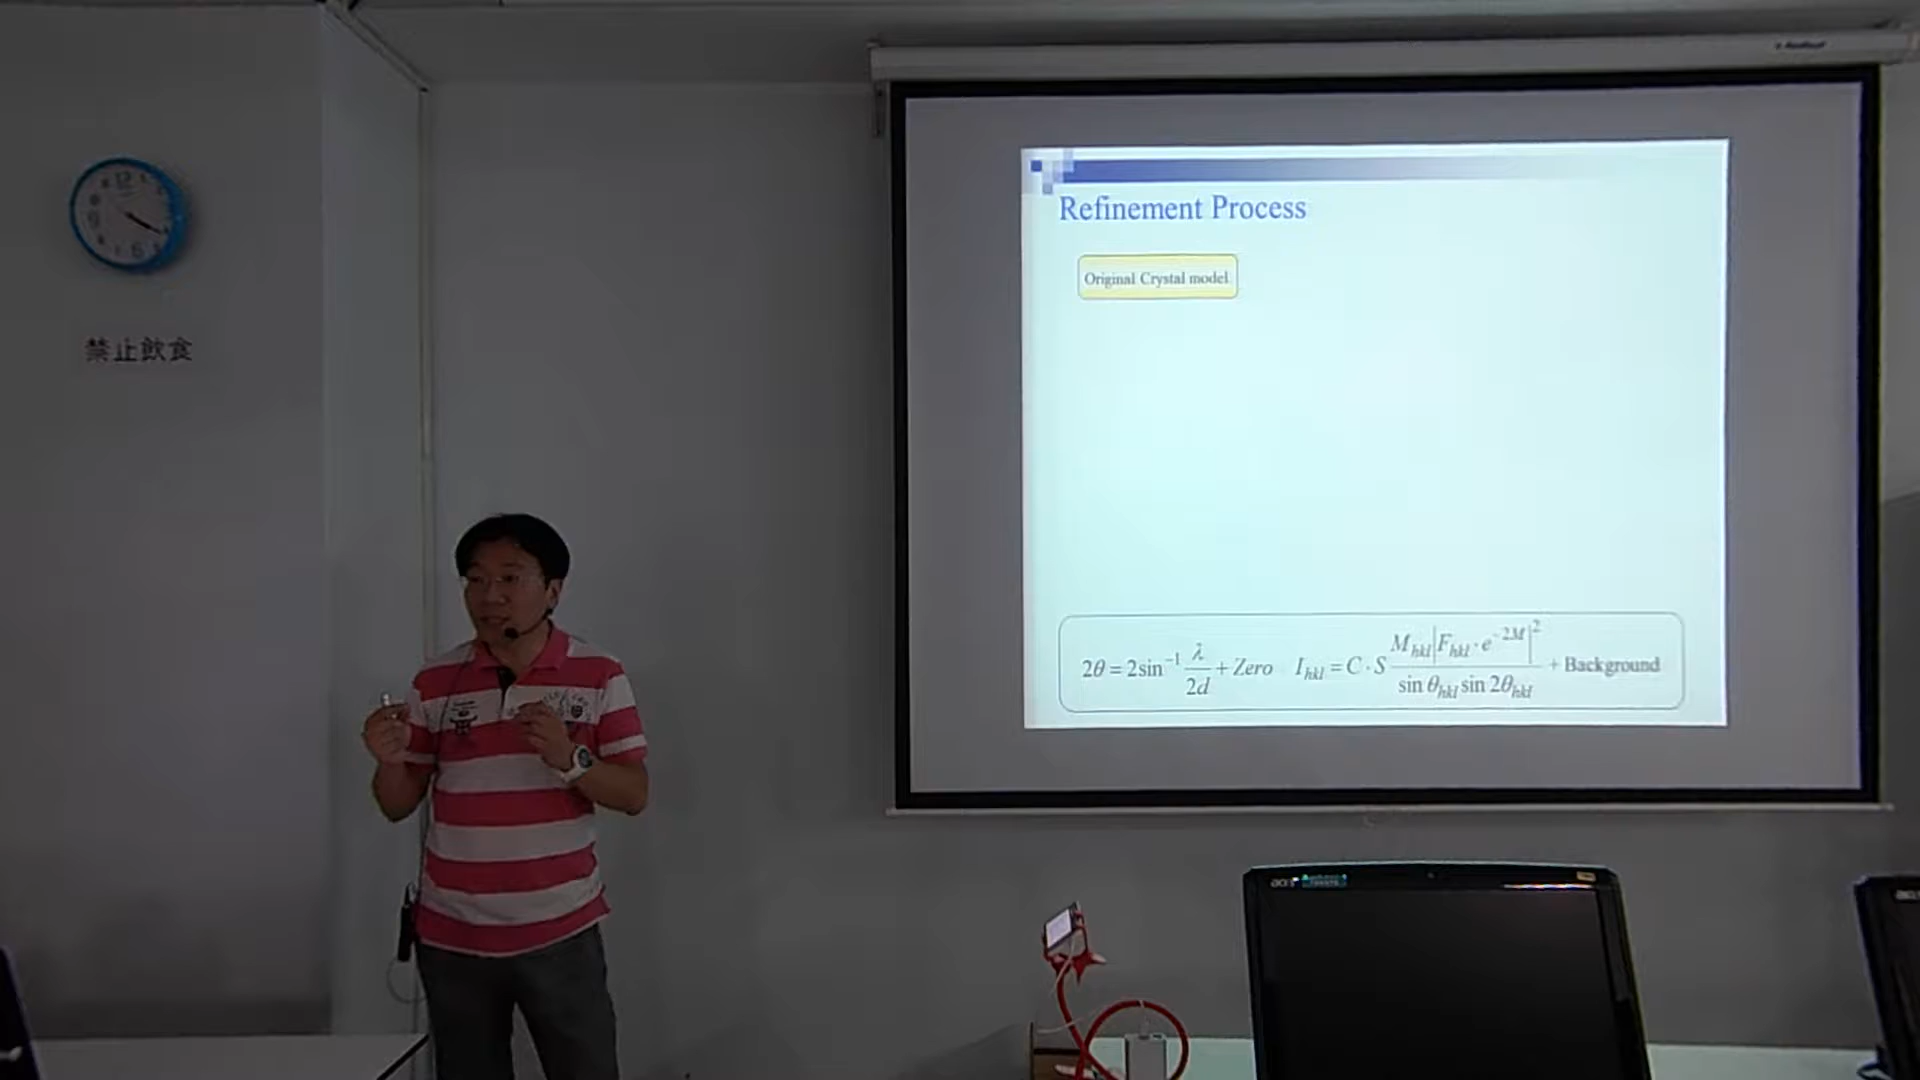 12
禁止飲食
Refinement Process
Original Crystal model
2θ = 2sin⁻¹ λ/2d + Zero   I_hkl = C · S M_hkl|F_hkl · e^-2M|²/sin θ_hkl sin 2θ_hkl + Background
acer